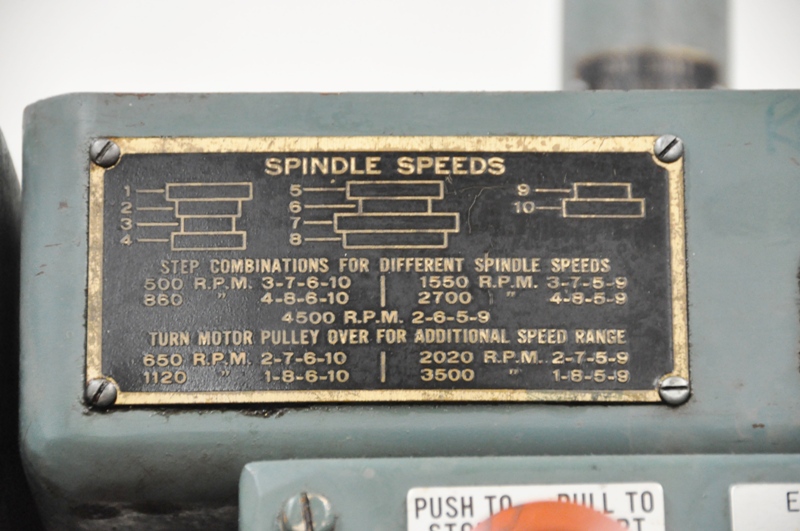 SPINDLE SPEEDS
1 5 9
2 6 10
3 7
4 8
STEP COMBINATIONS FOR DIFFERENT SPINDLE SPEEDS
500 R.P.M. 3-7-6-10 | 1550 R.P.M. 3-7-5-9
860 " 4-8-6-10 | 2700 " 4-8-5-9
4500 R.P.M. 2-6-5-9
TURN MOTOR PULLEY OVER FOR ADDITIONAL SPEED RANGE
650 R.P.M. 2-7-6-10 | 2020 R.P.M. 2-7-5-9
1120 " 1-8-6-10 | 3500 " 1-8-5-9
PUSH TO PULL TO